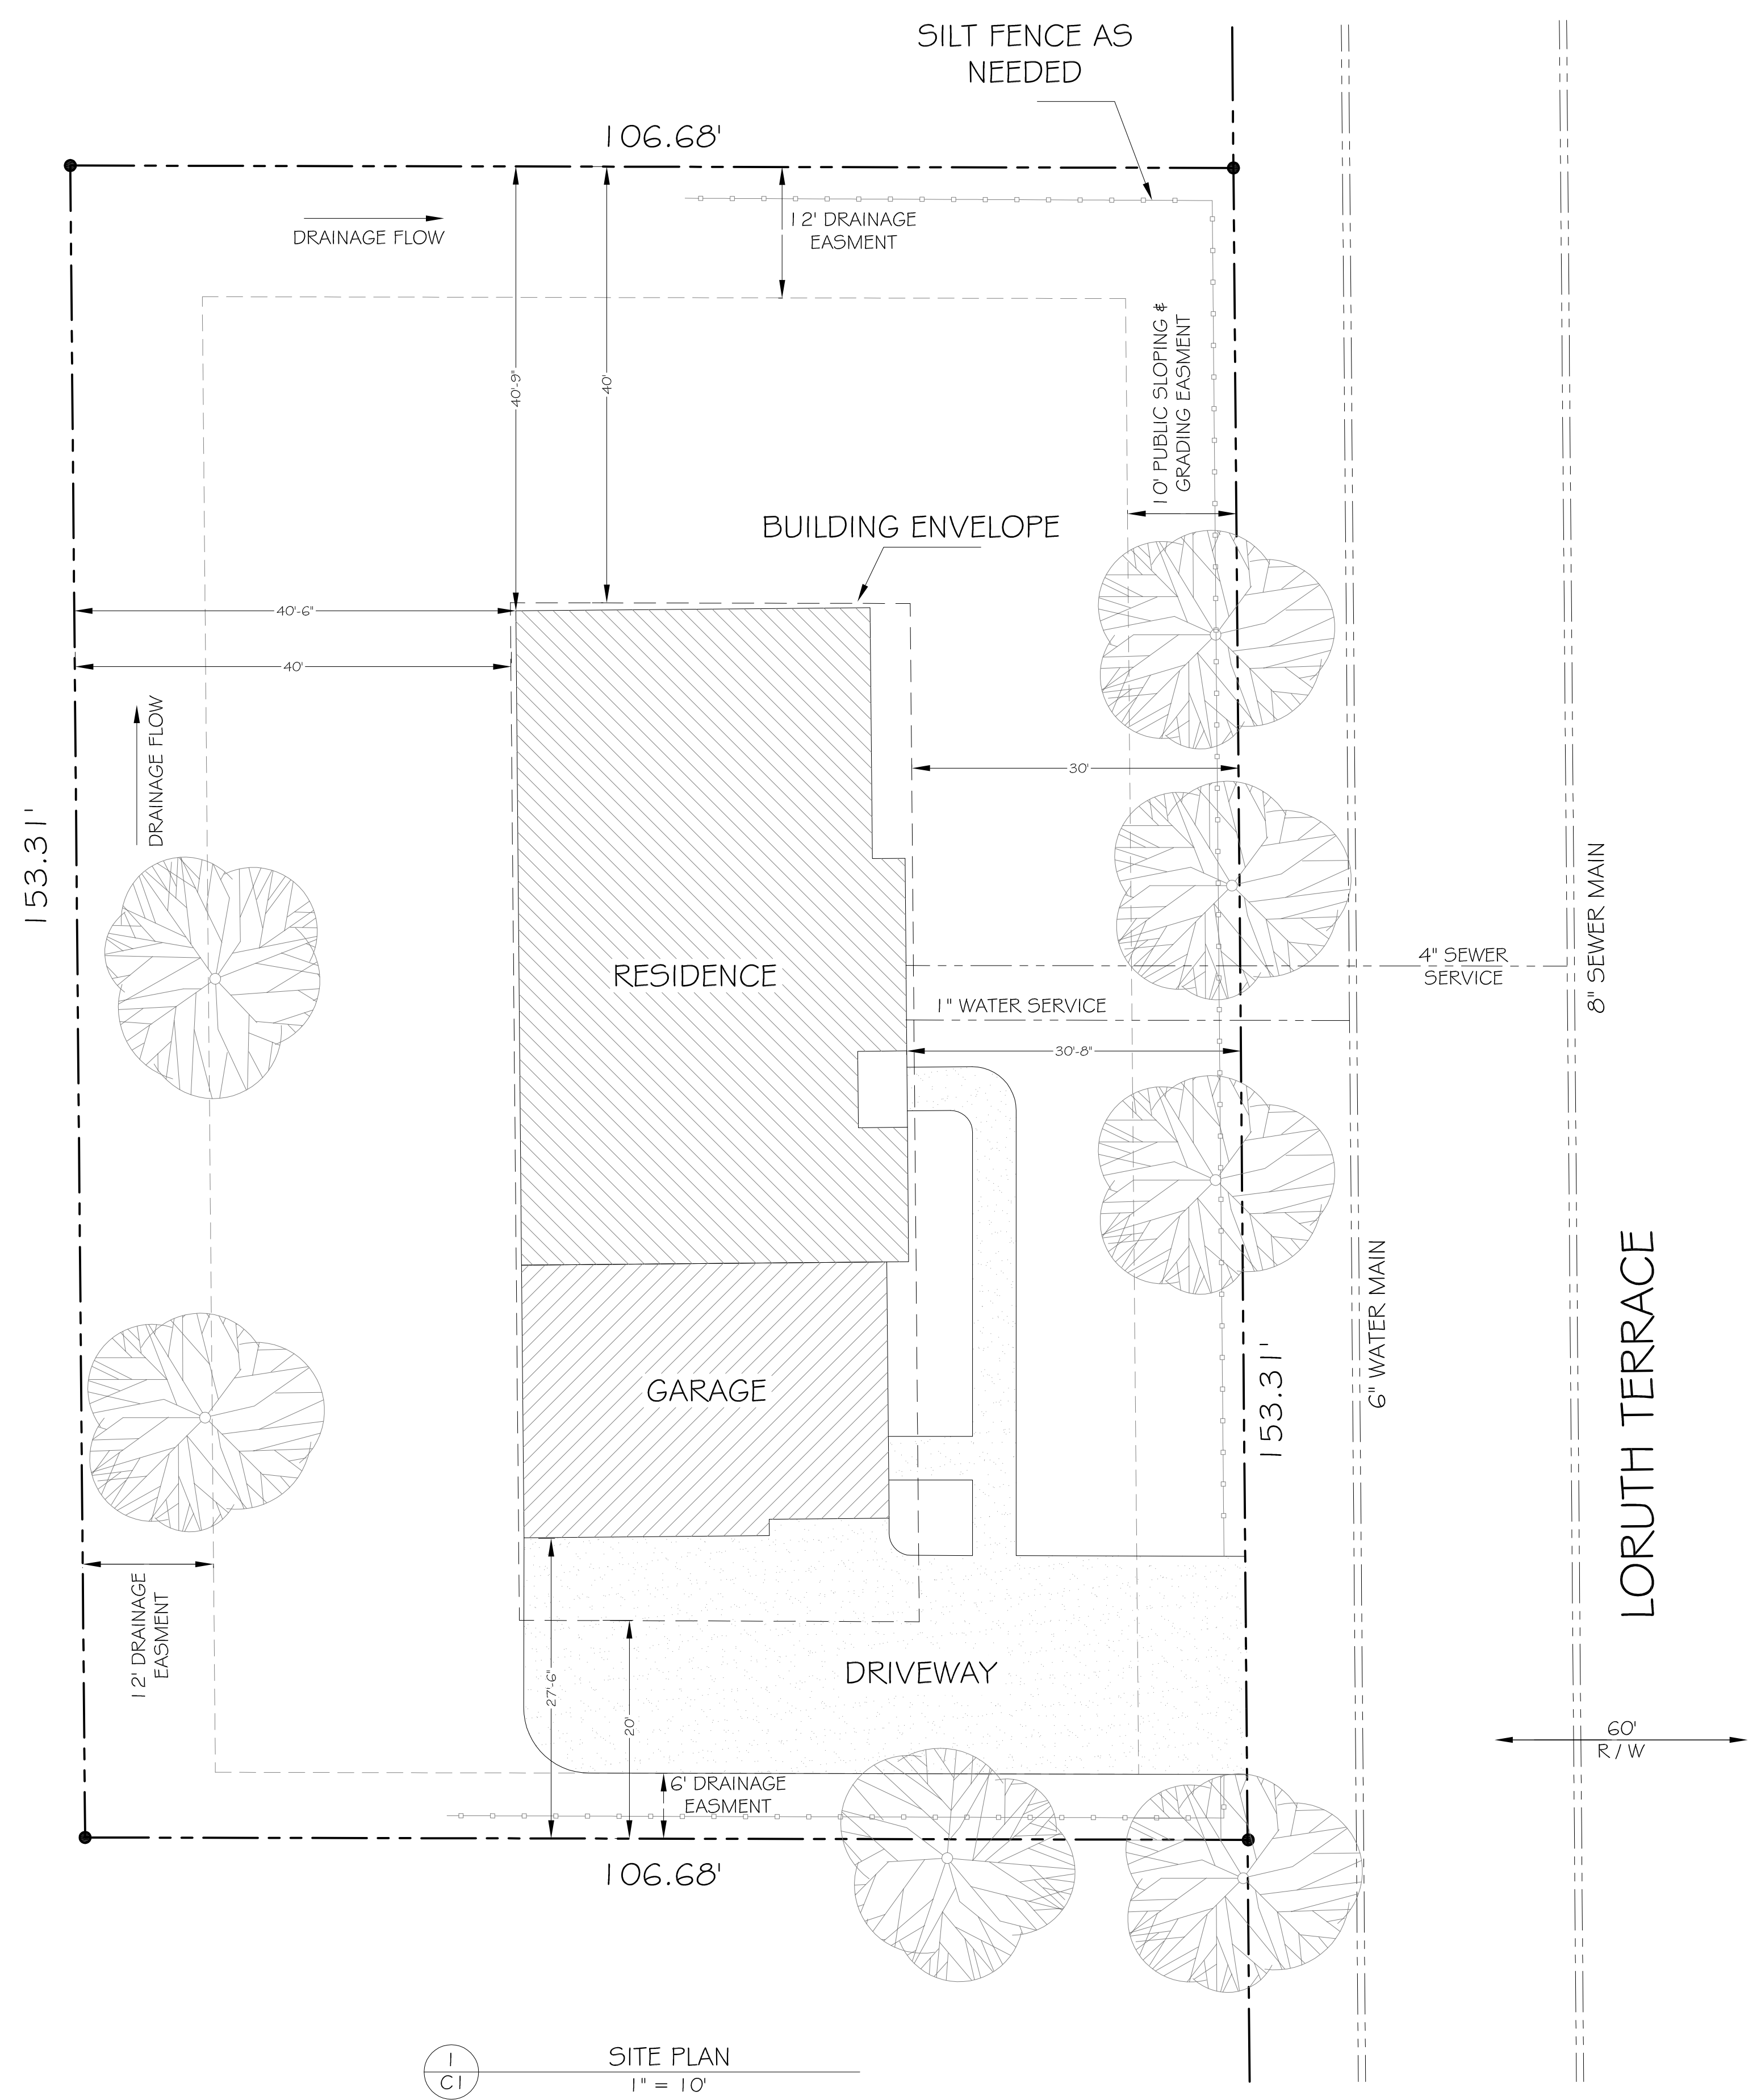 SILT FENCE AS
NEEDED
106.68'
DRAINAGE FLOW
12' DRAINAGE
EASMENT
10' PUBLIC SLOPING &
GRADING EASMENT
40'-9"
40'
BUILDING ENVELOPE
40'-6"
40'
DRAINAGE FLOW
30'
153.31'
RESIDENCE
4" SEWER
SERVICE
8" SEWER MAIN
1" WATER SERVICE
30'-8"
6" WATER MAIN
LORUTH TERRACE
GARAGE
153.31'
12' DRAINAGE
EASMENT
27'-6"
20'
DRIVEWAY
60'
R / W
6' DRAINAGE
EASMENT
106.68'
1
C1
SITE PLAN
1" = 10'